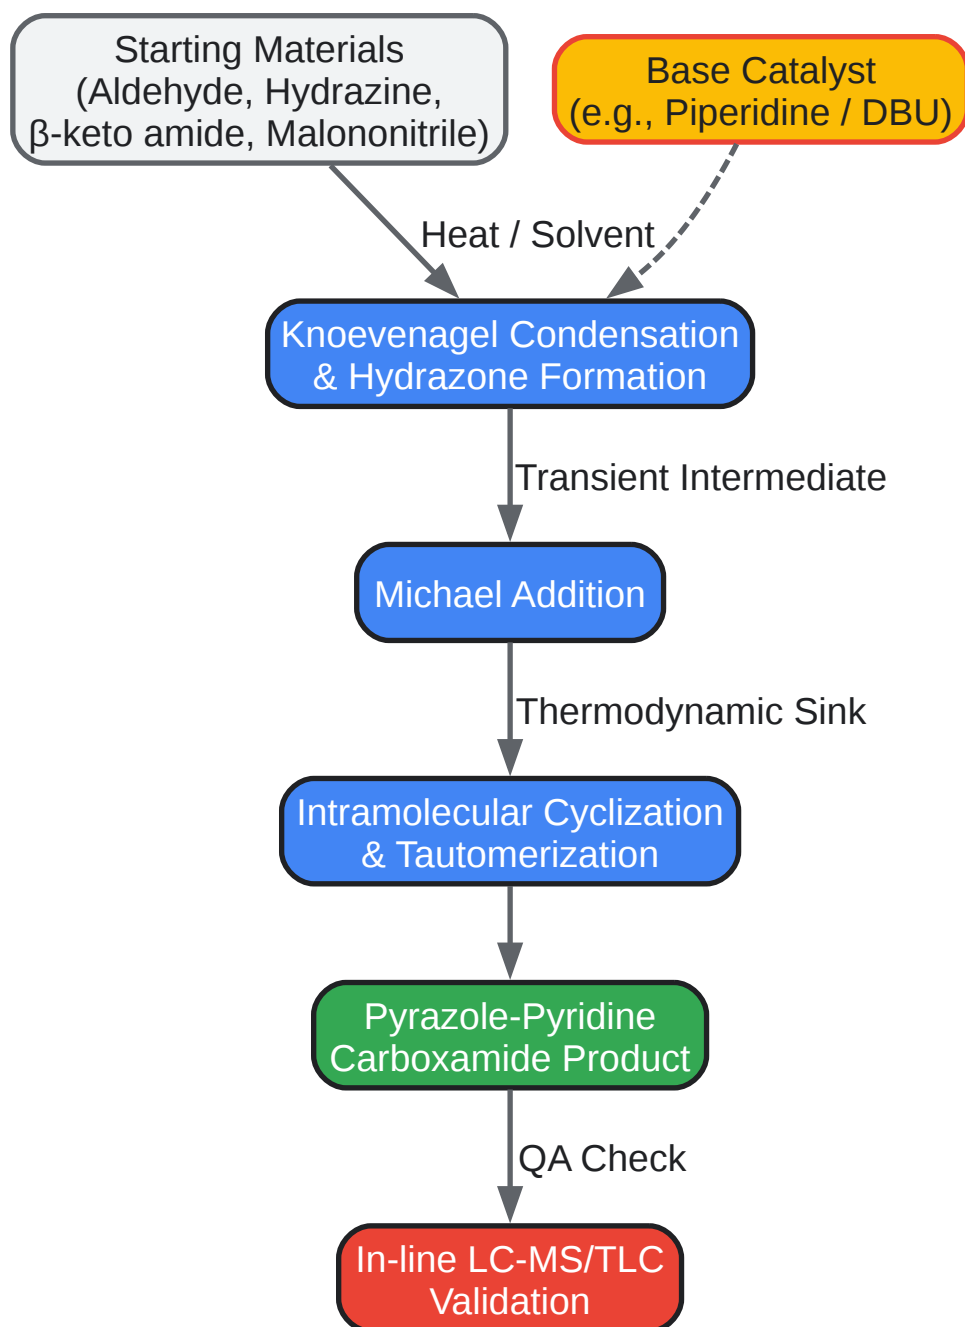 Starting Materials
(Aldehyde, Hydrazine,
β-keto amide, Malononitrile)
Base Catalyst
(e.g., Piperidine / DBU)
Heat / Solvent
Knoevenagel Condensation
& Hydrazone Formation
Transient Intermediate
Michael Addition
Thermodynamic Sink
Intramolecular Cyclization
& Tautomerization
Pyrazole-Pyridine
Carboxamide Product
QA Check
In-line LC-MS/TLC
Validation